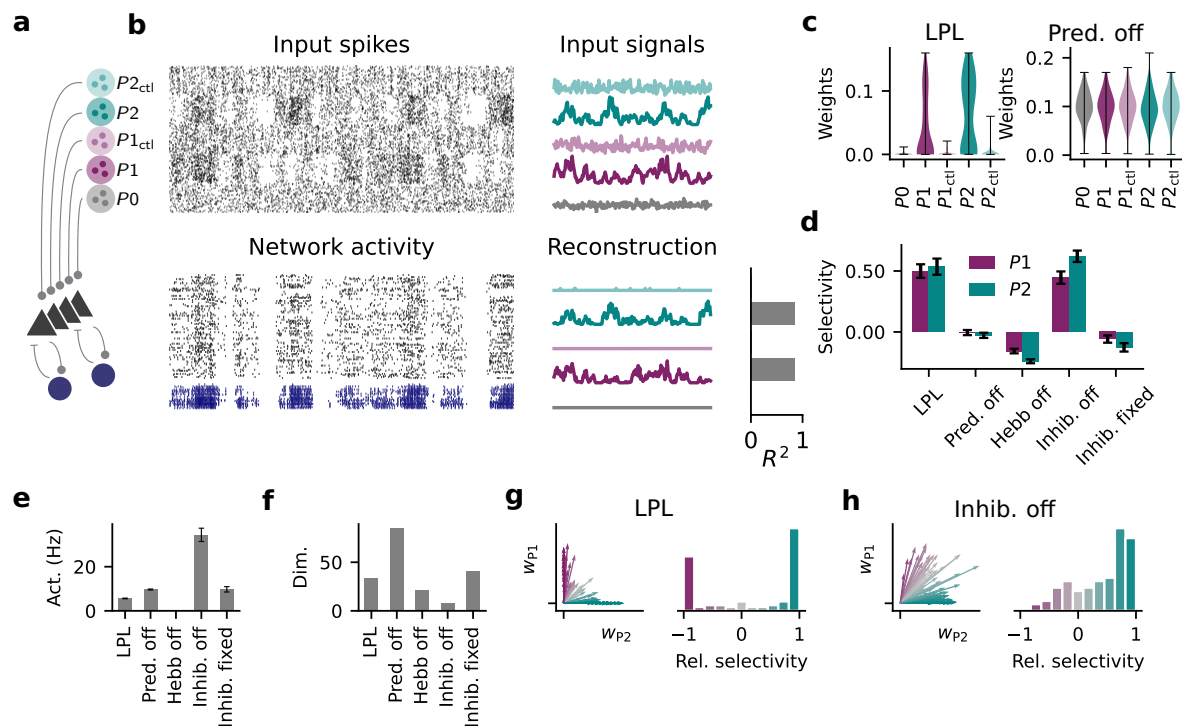 a
P2ctl
P2
P1ctl
P1
P0
b
Input spikes
Input signals
Network activity
Reconstruction
0
1
R²
c
LPL
Pred. off
Weights
0.1
0.0
P0
P1
P1ctl
P2
P2ctl
Weights
0.2
0.1
0.0
P0
P1
P1ctl
P2
P2ctl
d
Selectivity
0.50
0.00
P1
P2
LPL
Pred. off
Hebb off
Inhib. off
Inhib. fixed
e
Act. (Hz)
20
0
LPL
Pred. off
Hebb off
Inhib. off
Inhib. fixed
f
Dim.
50
0
LPL
Pred. off
Hebb off
Inhib. off
Inhib. fixed
g
LPL
wP1
wP2
−1
0
1
Rel. selectivity
h
Inhib. off
wP1
wP2
−1
0
1
Rel. selectivity